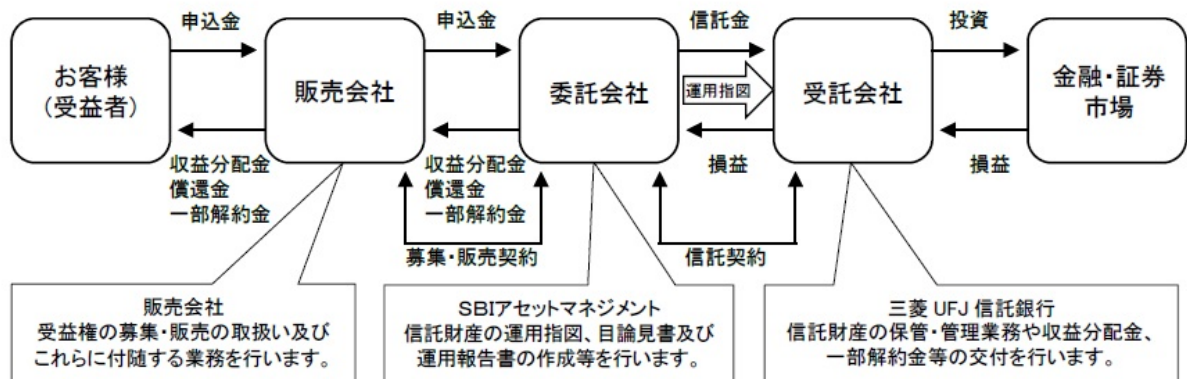 申込金
申込金
信託金
投資
お客様
(受益者)
販売会社
委託会社
運用指図
受託会社
金融・証券
市場
収益分配金
償還金
一部解約金
収益分配金
償還金
一部解約金
損益
損益
募集・販売契約
信託契約
販売会社
受益権の募集・販売の取扱い及び
これらに付随する業務を行います。
SBIアセットマネジメント
信託財産の運用指図、目論見書及び
運用報告書の作成等を行います。
三菱 UFJ 信託銀行
信託財産の保管・管理業務や収益分配金、
一部解約金等の交付を行います。